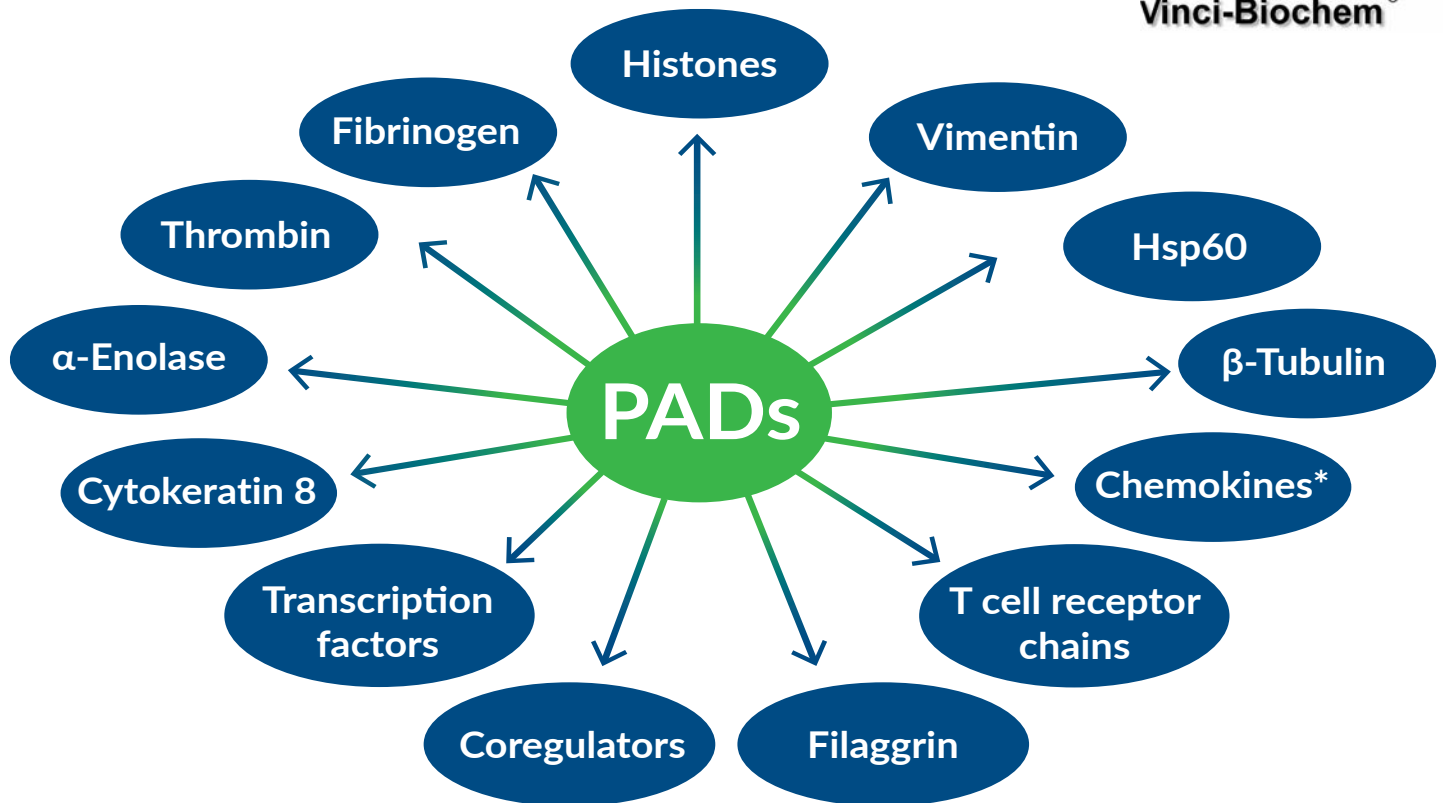 Vinci-Biochem®
Histones
Fibrinogen
Vimentin
Thrombin
Hsp60
α-Enolase
β-Tubulin
PADs
Cytokeratin 8
Chemokines*
Transcription
factors
T cell receptor
chains
Coregulators
Filaggrin